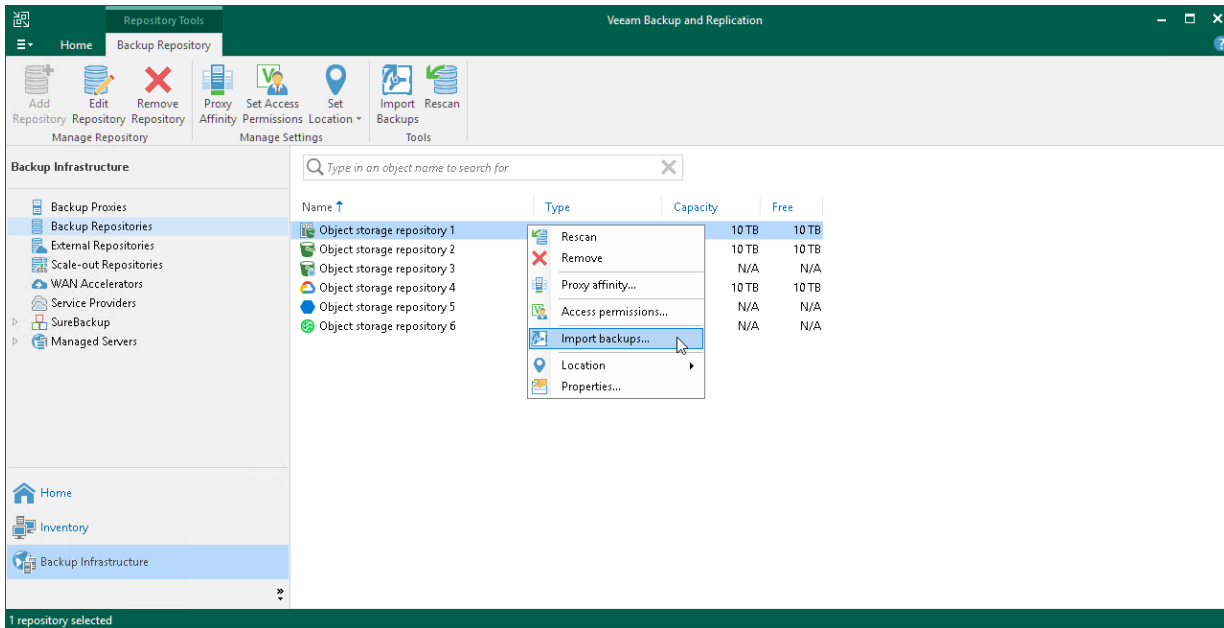 Repository Tools
Veeam Backup and Replication
Home
Backup Repository
Add Repository
Edit Repository
Remove Repository
Manage Repository
Proxy Affinity
Set Access Permissions
Set Location
Manage Settings
Import Backups
Rescan
Tools
Backup Infrastructure
Backup Proxies
Backup Repositories
External Repositories
Scale-out Repositories
WAN Accelerators
Service Providers
SureBackup
Managed Servers
Home
Inventory
Backup Infrastructure
Type in an object name to search for
Name Type Capacity Free
Object storage repository 1 10 TB 10 TB
Object storage repository 2 10 TB 10 TB
Object storage repository 3 N/A N/A
Object storage repository 4 10 TB 10 TB
Object storage repository 5 N/A N/A
Object storage repository 6 N/A N/A
Rescan
Remove
Proxy affinity...
Access permissions...
Import backups...
Location
Properties...
1 repository selected